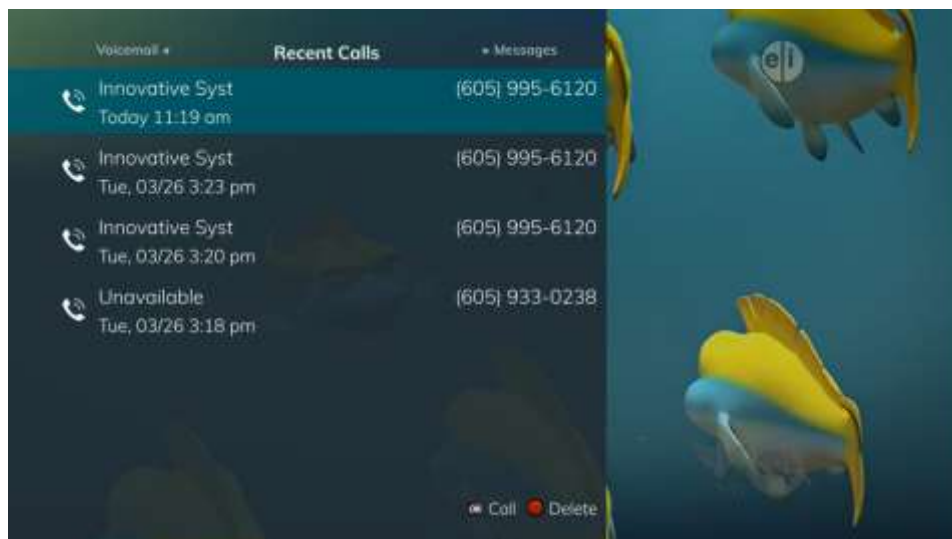 Voicemail
Recent Calls
Messages
Innovative Syst (605) 995-6120
Today 11:19 am
Innovative Syst (605) 995-6120
Tue, 03/26 3:23 pm
Innovative Syst (605) 995-6120
Tue, 03/26 3:20 pm
Unavailable (605) 933-0238
Tue, 03/26 3:18 pm
OK Call Delete
ei